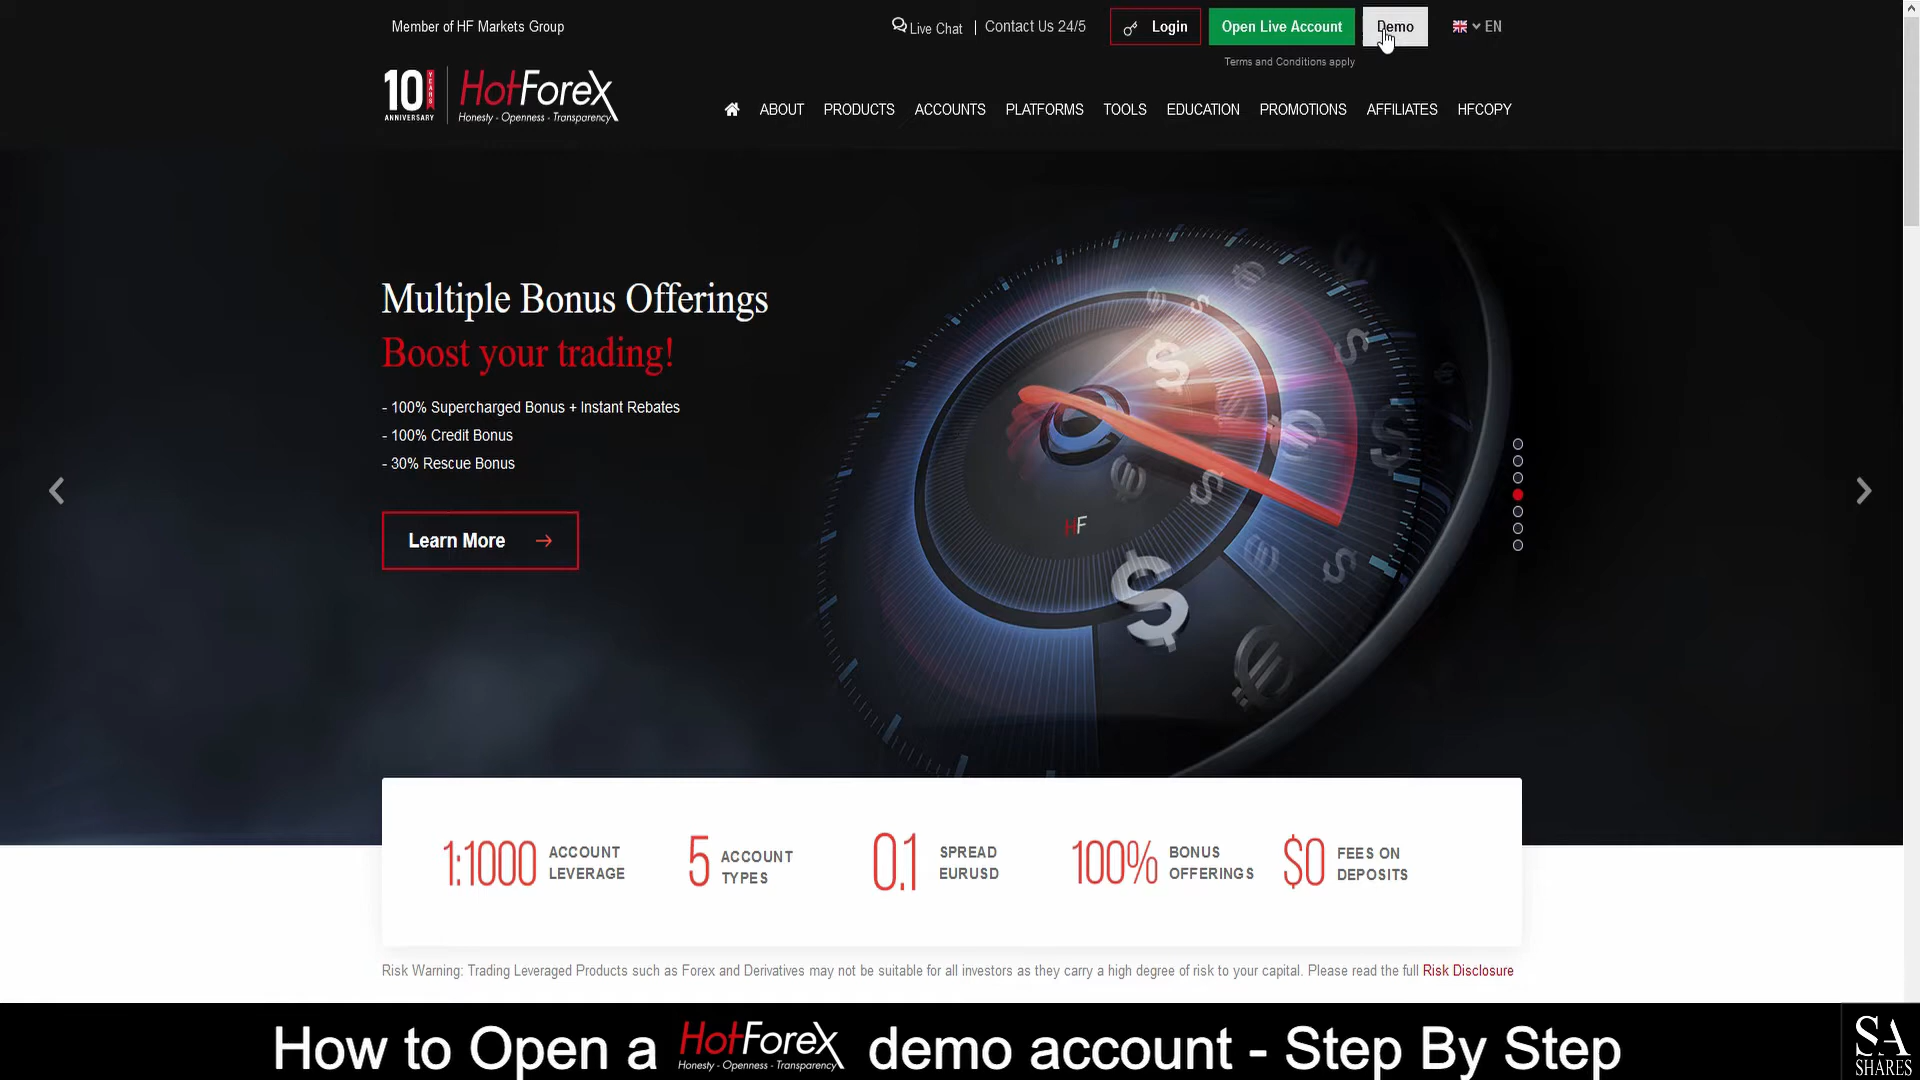 Member of HF Markets Group
Live Chat | Contact Us 24/5
Login
Open Live Account
Demo
EN
Terms and Conditions apply
10 YEARS ANNIVERSARY
HotForex
Honesty - Openness - Transparency
ABOUT PRODUCTS ACCOUNTS PLATFORMS TOOLS EDUCATION PROMOTIONS AFFILIATES HFCOPY
Multiple Bonus Offerings
Boost your trading!
- 100% Supercharged Bonus + Instant Rebates
- 100% Credit Bonus
- 30% Rescue Bonus
Learn More
HF
1:1000 ACCOUNT LEVERAGE
5 ACCOUNT TYPES
0.1 SPREAD EURUSD
100% BONUS OFFERINGS
$0 FEES ON DEPOSITS
Risk Warning: Trading Leveraged Products such as Forex and Derivatives may not be suitable for all investors as they carry a high degree of risk to your capital. Please read the full Risk Disclosure
How to Open a HotForex demo account - Step By Step
Honesty - Openness - Transparency
SA
SHARES